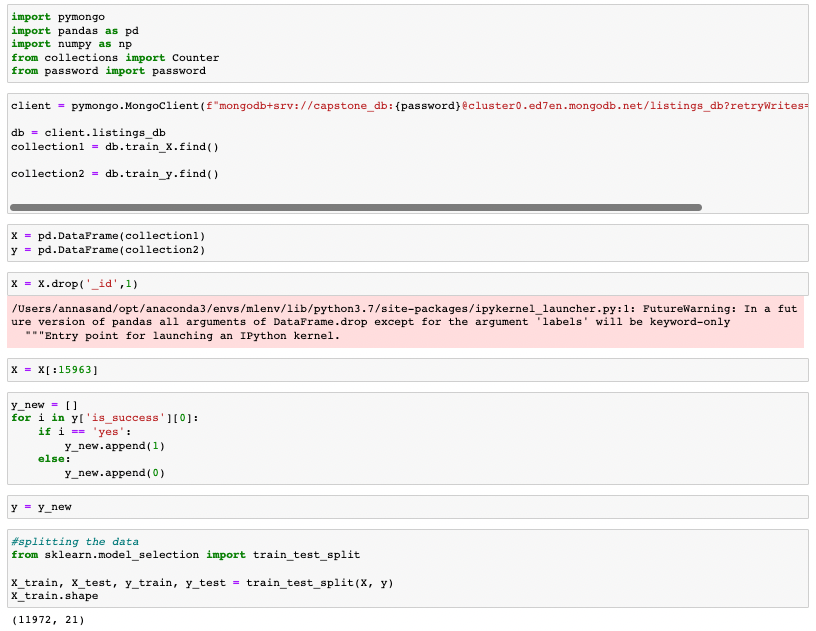 import pymongo
import pandas as pd
import numpy as np
from collections import Counter
from password import password
client = pymongo.MongoClient(f"mongodb+srv://capstone_db:{password}@cluster0.ed7en.mongodb.net/listings_db?retryWrites=
db = client.listings_db
collection1 = db.train_X.find()
collection2 = db.train_y.find()
X = pd.DataFrame(collection1)
y = pd.DataFrame(collection2)
X = X.drop('_id',1)
/Users/annasand/opt/anaconda3/envs/mlenv/lib/python3.7/site-packages/ipykernel_launcher.py:1: FutureWarning: In a fut
ure version of pandas all arguments of DataFrame.drop except for the argument 'labels' will be keyword-only
  """Entry point for launching an IPython kernel.
X = X[:15963]
y_new = []
for i in y['is_success'][0]:
    if i == 'yes':
        y_new.append(1)
    else:
        y_new.append(0)
y = y_new
#splitting the data
from sklearn.model_selection import train_test_split
X_train, X_test, y_train, y_test = train_test_split(X, y)
X_train.shape
(11972, 21)